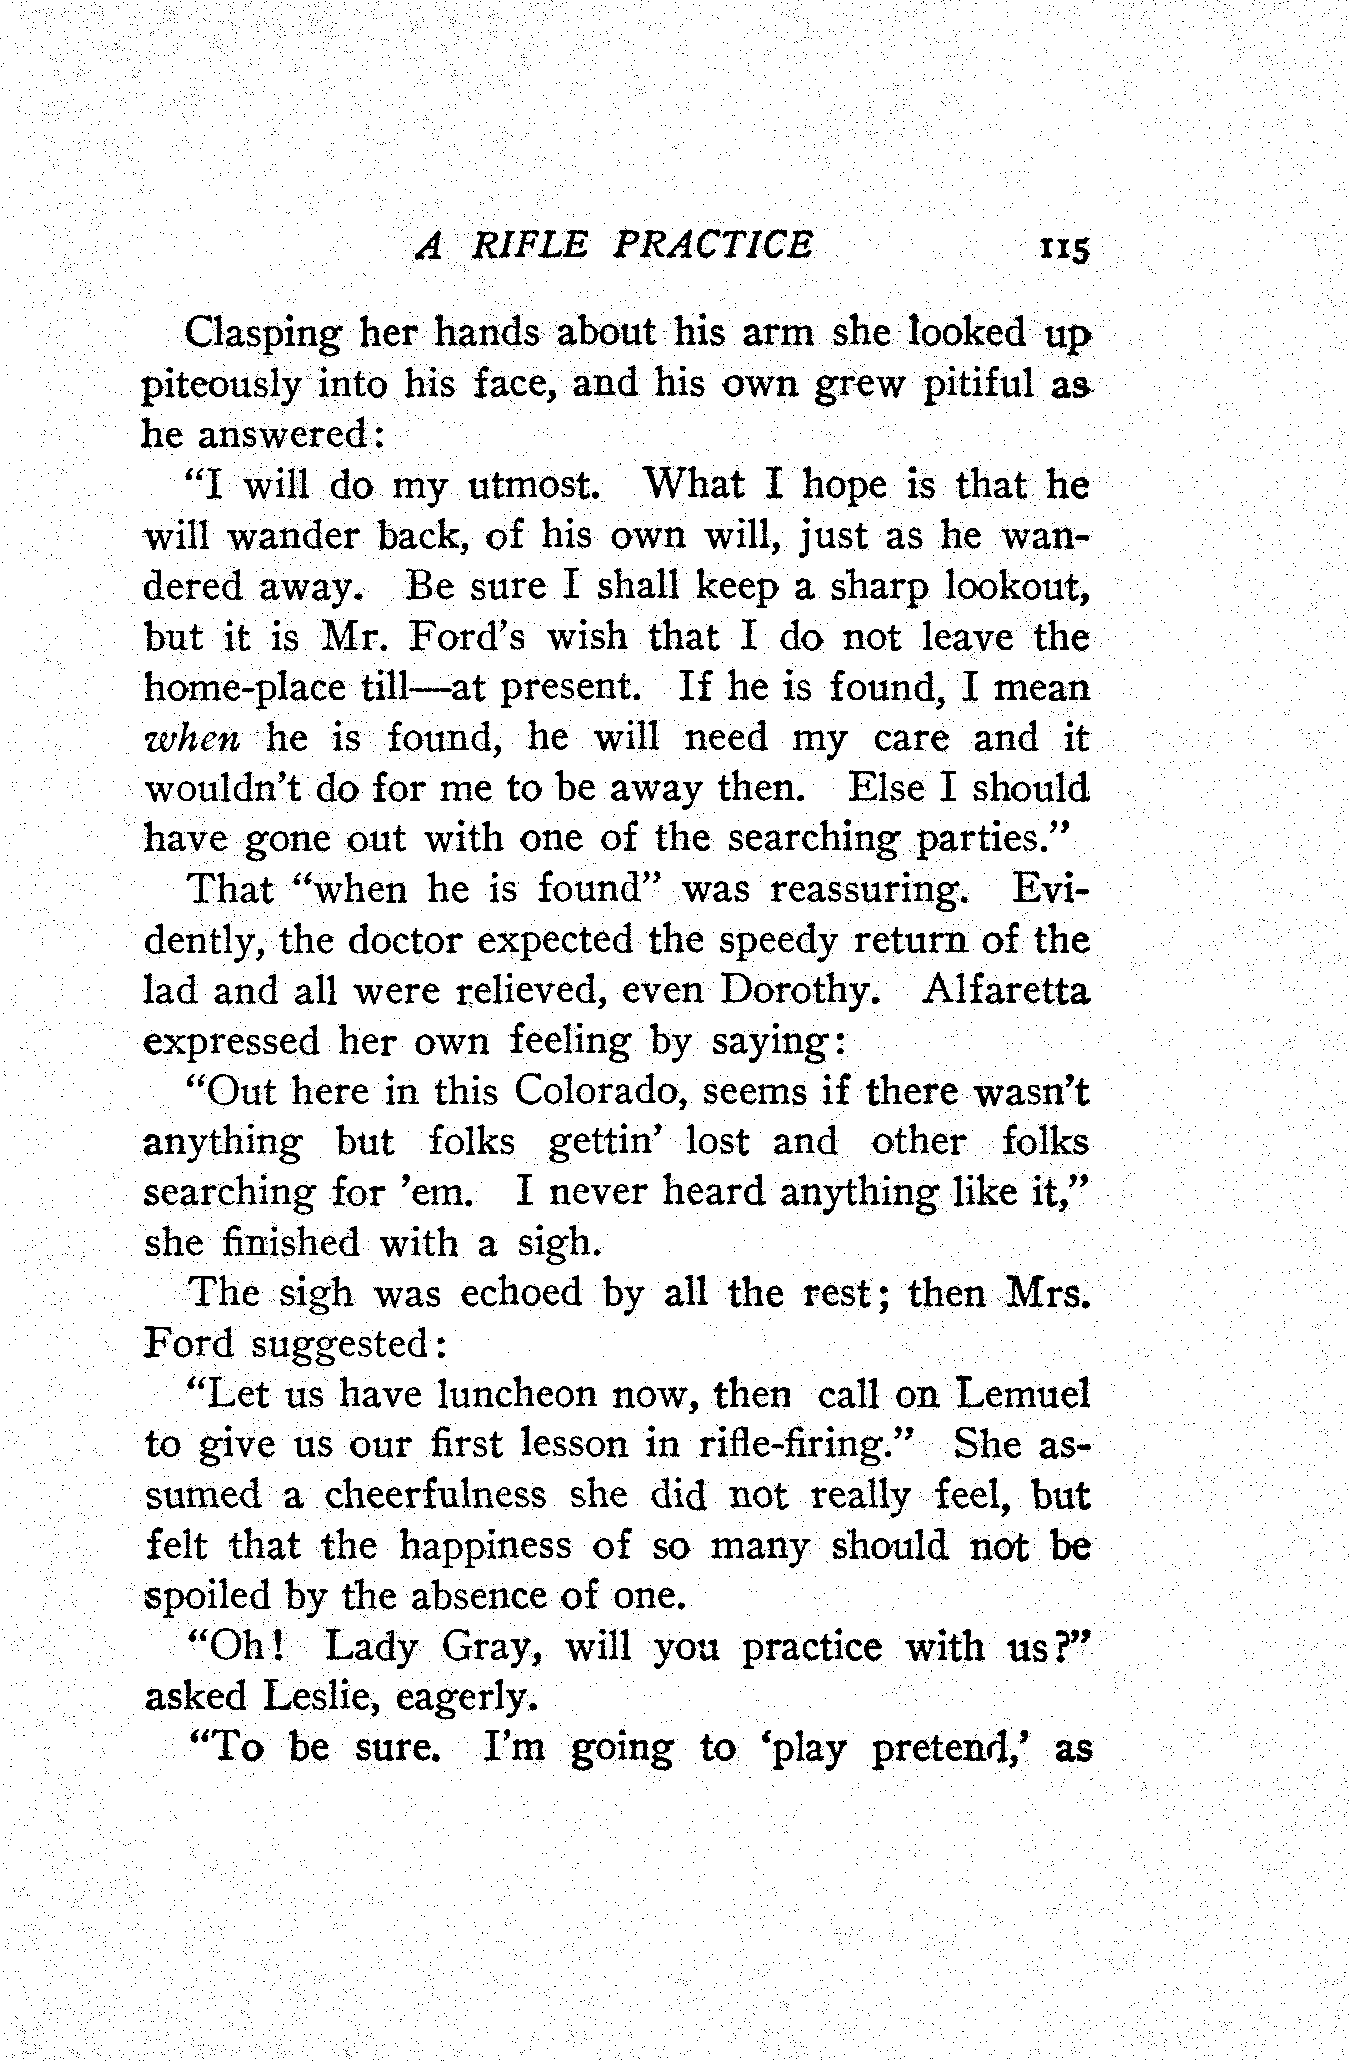 A RIFLE PRACTICE 115
Clasping her hands about his arm she looked up
piteously into his face, and his own grew pitiful as
he answered:
"I will do my utmost. What I hope is that he
will wander back, of his own will, just as he wan-
dered away. Be sure I shall keep a sharp lookout,
but it is Mr. Ford's wish that I do not leave the
home-place till—at present. If he is found, I mean
when he is found, he will need my care and it
wouldn't do for me to be away then. Else I should
have gone out with one of the searching parties."
That "when he is found" was reassuring. Evi-
dently, the doctor expected the speedy return of the
lad and all were relieved, even Dorothy. Alfaretta
expressed her own feeling by saying:
"Out here in this Colorado, seems if there wasn't
anything but folks gettin' lost and other folks
searching for 'em. I never heard anything like it,"
she finished with a sigh.
The sigh was echoed by all the rest; then Mrs.
Ford suggested:
"Let us have luncheon now, then call on Lemuel
to give us our first lesson in rifle-firing." She as-
sumed a cheerfulness she did not really feel, but
felt that the happiness of so many should not be
spoiled by the absence of one.
"Oh! Lady Gray, will you practice with us?"
asked Leslie, eagerly.
"To be sure. I'm going to 'play pretend,' as